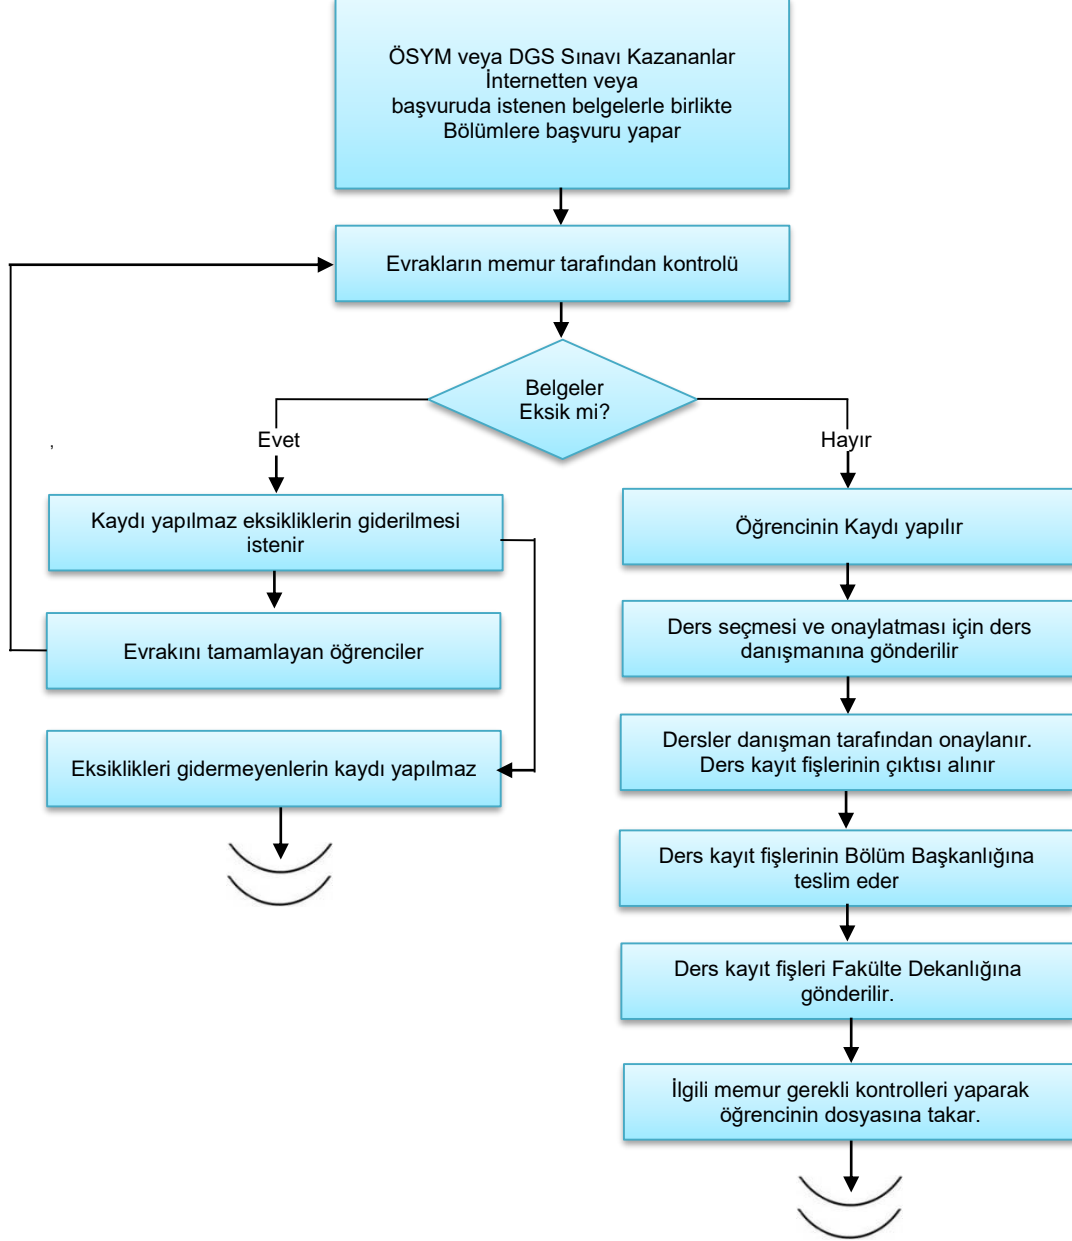 ÖSYM veya DGS Sınavı Kazananlar
İnternetten veya
başvuruda istenen belgelerle birlikte
Bölümlere başvuru yapar
Evrakların memur tarafından kontrolü
Belgeler
Eksik mi?
,
Evet
Hayır
Kaydı yapılmaz eksikliklerin giderilmesi
istenir
Evrakını tamamlayan öğrenciler
Eksiklikleri gidermeyenlerin kaydı yapılmaz
Öğrencinin Kaydı yapılır
Ders seçmesi ve onaylatması için ders
danışmanına gönderilir
Dersler danışman tarafından onaylanır.
Ders kayıt fişlerinin çıktısı alınır
Ders kayıt fişlerinin Bölüm Başkanlığına
teslim eder
Ders kayıt fişleri Fakülte Dekanlığına
gönderilir.
İlgili memur gerekli kontrolleri yaparak
öğrencinin dosyasına takar.